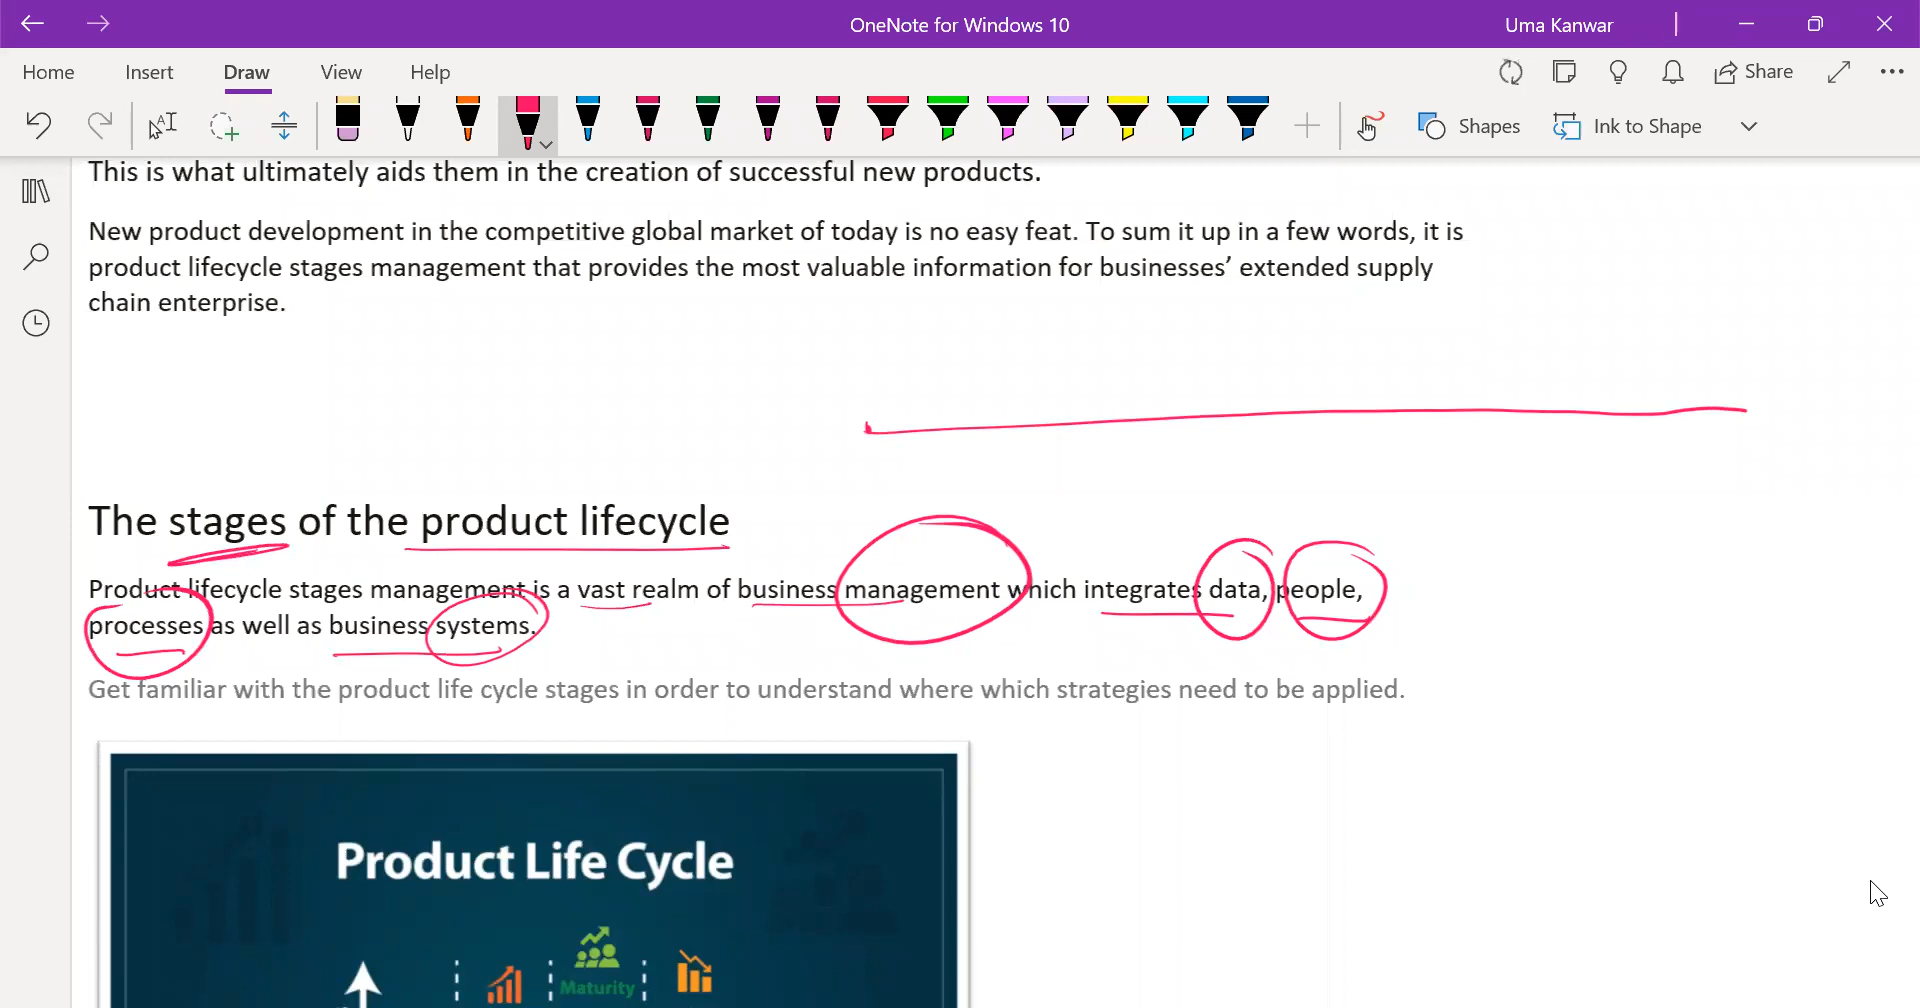 OneNote for Windows 10
Uma Kanwar
Home Insert Draw View Help
Share
Shapes
Ink to Shape
This is what ultimately aids them in the creation of successful new products.
New product development in the competitive global market of today is no easy feat. To sum it up in a few words, it is
product lifecycle stages management that provides the most valuable information for businesses’ extended supply
chain enterprise.
The stages of the product lifecycle
Product lifecycle stages management is a vast realm of business management which integrates data, people,
processes as well as business systems.
Get familiar with the product life cycle stages in order to understand where which strategies need to be applied.
Product Life Cycle
Maturity